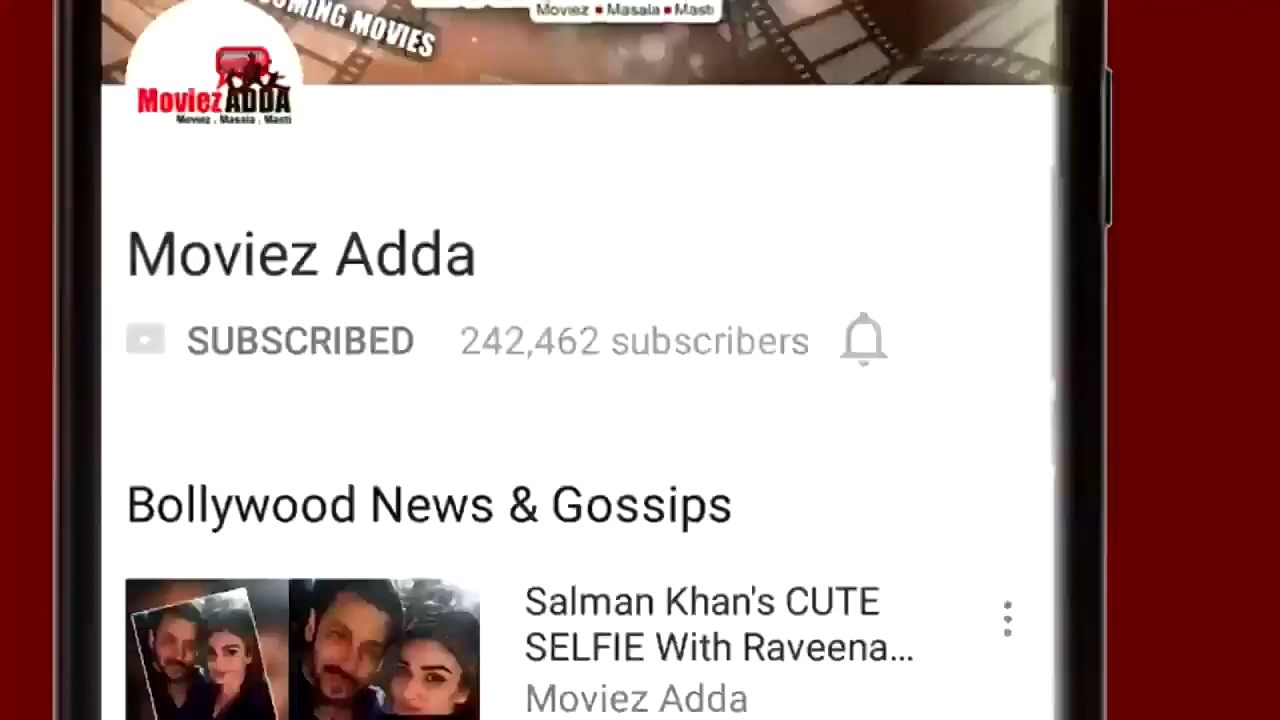 OMING MOVIES
Moviez • Masala • Masti
MoviezADDA
Moviez . Masala . Masti
Moviez Adda
SUBSCRIBED 242,462 subscribers
Bollywood News & Gossips
Salman Khan's CUTE
SELFIE With Raveena...
Moviez Adda